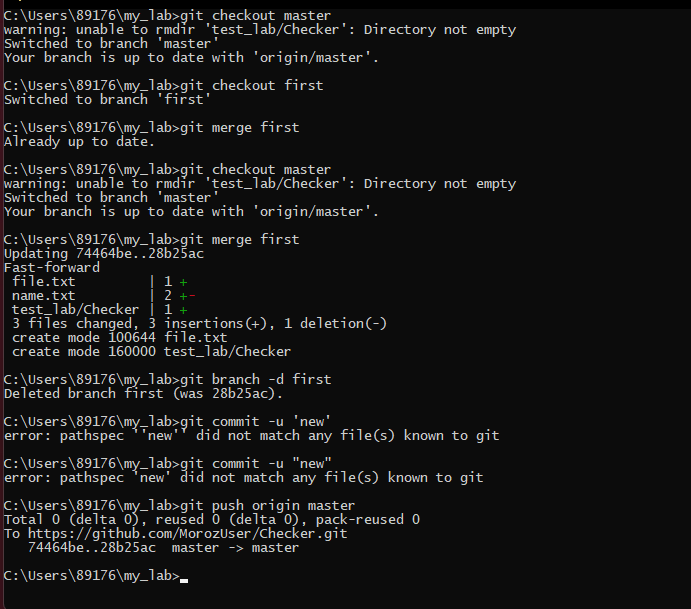 C:\Users\89176\my_lab>git checkout master
warning: unable to rmdir 'test_lab/Checker': Directory not empty
Switched to branch 'master'
Your branch is up to date with 'origin/master'.
C:\Users\89176\my_lab>git checkout first
Switched to branch 'first'
C:\Users\89176\my_lab>git merge first
Already up to date.
C:\Users\89176\my_lab>git checkout master
warning: unable to rmdir 'test_lab/Checker': Directory not empty
Switched to branch 'master'
Your branch is up to date with 'origin/master'.
C:\Users\89176\my_lab>git merge first
Updating 74464be..28b25ac
Fast-forward
 file.txt         | 1 +
 name.txt         | 2 +-
 test_lab/Checker | 1 +
 3 files changed, 3 insertions(+), 1 deletion(-)
 create mode 100644 file.txt
 create mode 160000 test_lab/Checker
C:\Users\89176\my_lab>git branch -d first
Deleted branch first (was 28b25ac).
C:\Users\89176\my_lab>git commit -u 'new'
error: pathspec ''new'' did not match any file(s) known to git
C:\Users\89176\my_lab>git commit -u "new"
error: pathspec 'new' did not match any file(s) known to git
C:\Users\89176\my_lab>git push origin master
Total 0 (delta 0), reused 0 (delta 0), pack-reused 0
To https://github.com/MorozUser/Checker.git
   74464be..28b25ac  master -> master
C:\Users\89176\my_lab>